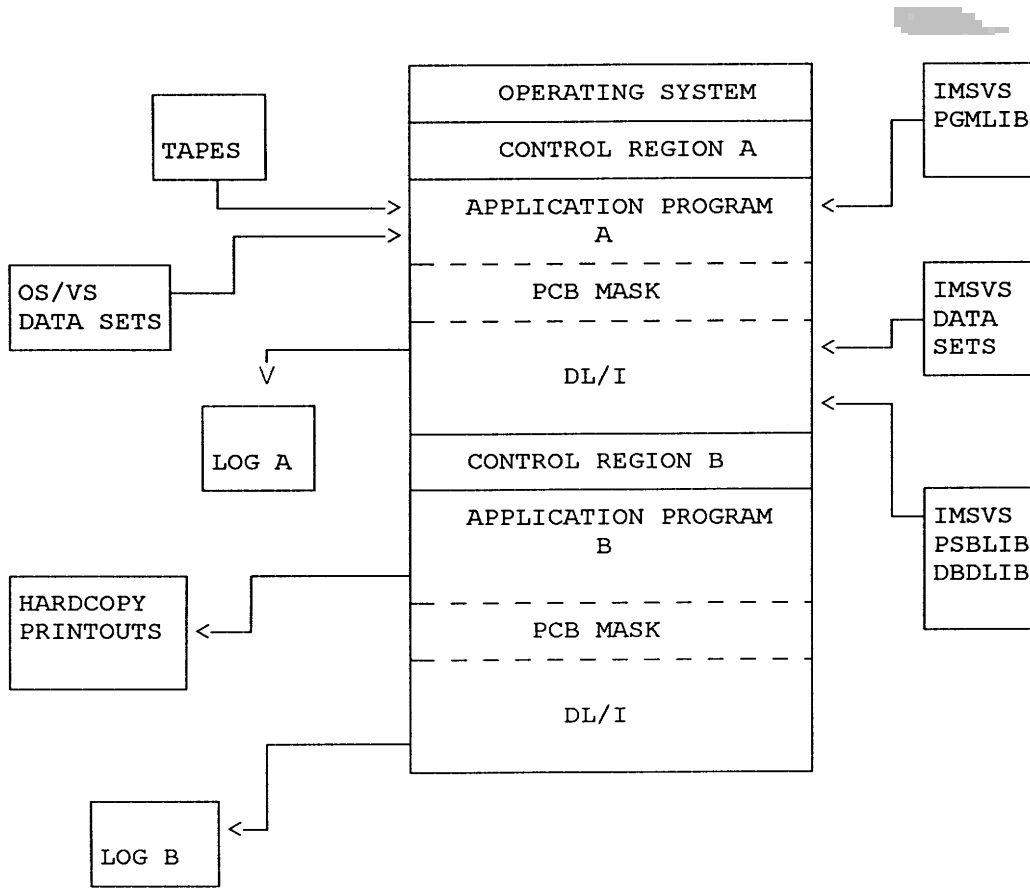 OPERATING SYSTEM
CONTROL REGION A
APPLICATION PROGRAM
A
PCB MASK
DL/I
CONTROL REGION B
APPLICATION PROGRAM
B
PCB MASK
DL/I
TAPES
OS/VS
DATA SETS
LOG A
HARDCOPY
PRINTOUTS
LOG B
IMSVS
PGMLIB
IMSVS
DATA
SETS
IMSVS
PSBLIB
DBDLIB